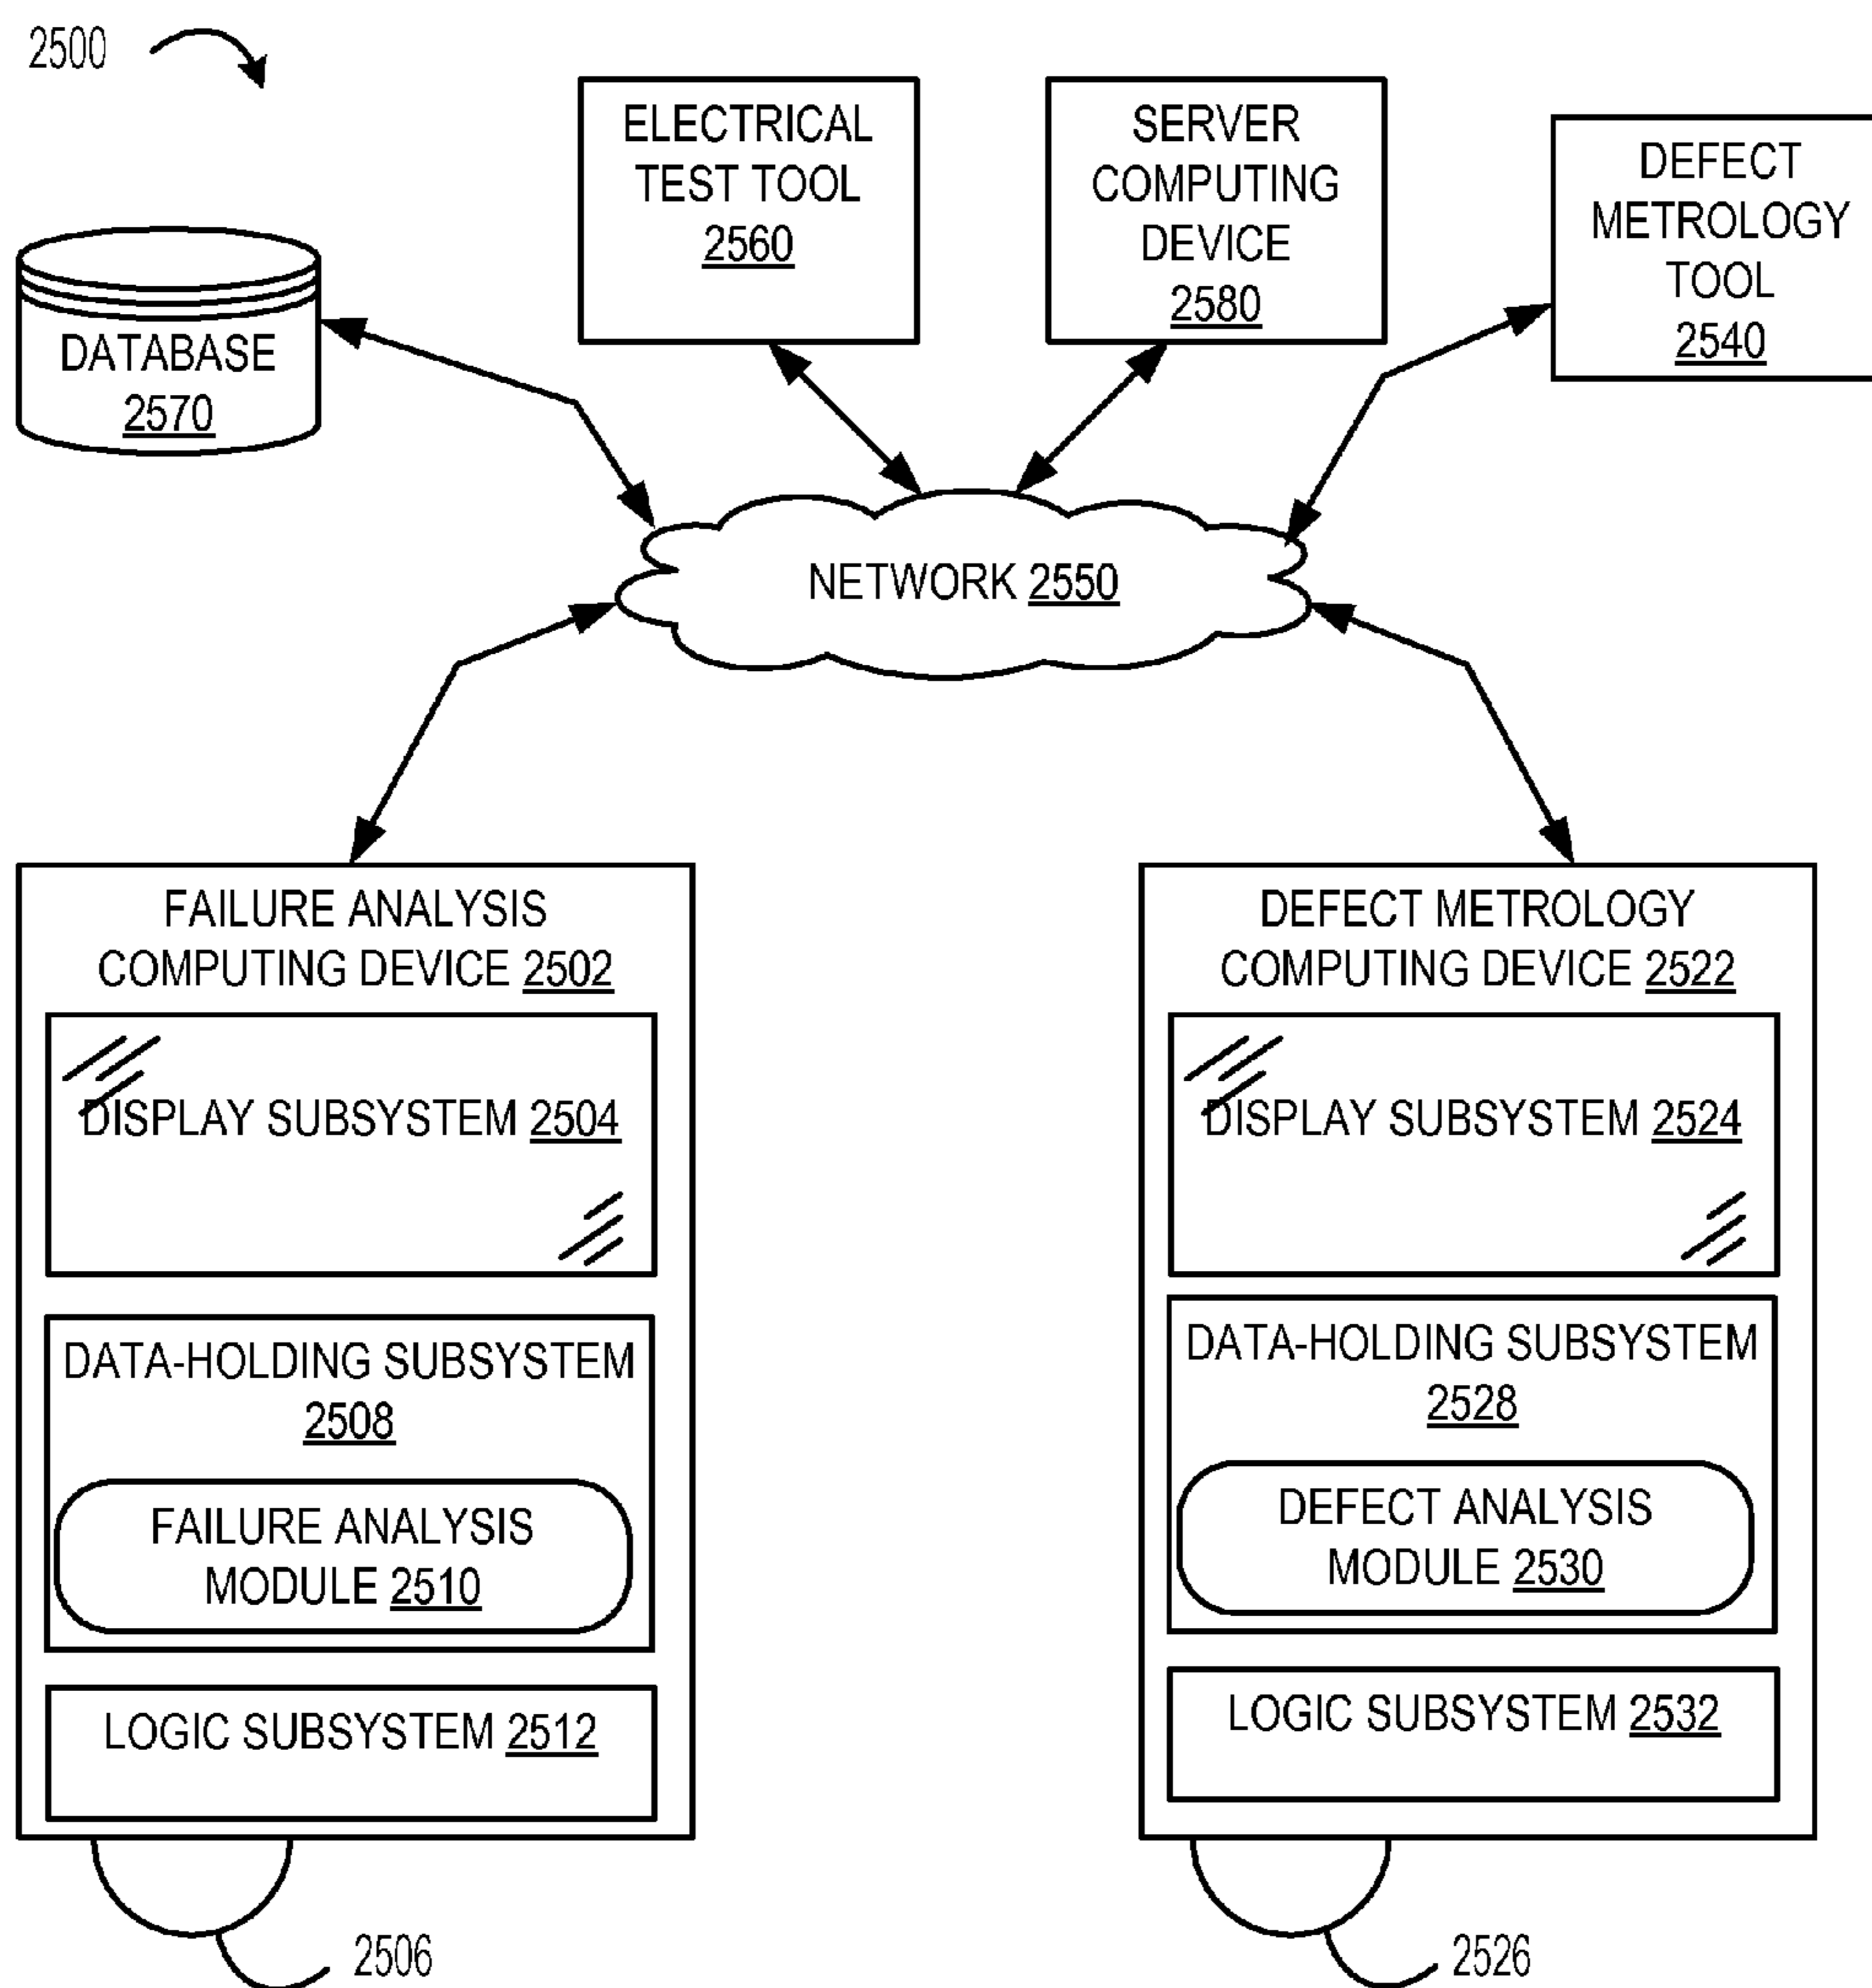 2500
ELECTRICAL
TEST TOOL
2560
SERVER
COMPUTING
DEVICE
2580
DEFECT
METROLOGY
TOOL
2540
DATABASE
2570
NETWORK 2550
FAILURE ANALYSIS
COMPUTING DEVICE 2502
DISPLAY SUBSYSTEM 2504
DATA-HOLDING SUBSYSTEM
2508
FAILURE ANALYSIS
MODULE 2510
LOGIC SUBSYSTEM 2512
2506
DEFECT METROLOGY
COMPUTING DEVICE 2522
DISPLAY SUBSYSTEM 2524
DATA-HOLDING SUBSYSTEM
2528
DEFECT ANALYSIS
MODULE 2530
LOGIC SUBSYSTEM 2532
2526